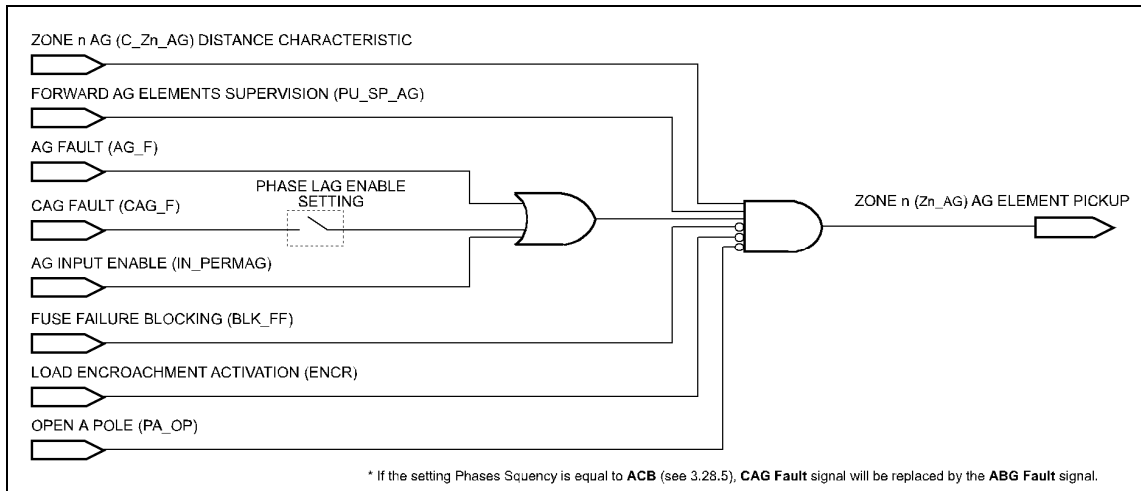 ZONE n AG (C_Zn_AG) DISTANCE CHARACTERISTIC
FORWARD AG ELEMENTS SUPERVISION (PU_SP_AG)
AG FAULT (AG_F)
PHASE LAG ENABLE
SETTING
CAG FAULT (CAG_F)
ZONE n (Zn_AG) AG ELEMENT PICKUP
AG INPUT ENABLE (IN_PERMAG)
FUSE FAILURE BLOCKING (BLK_FF)
LOAD ENCROACHMENT ACTIVATION (ENCR)
OPEN A POLE (PA_OP)
* If the setting Phases Squency is equal to ACB (see 3.28.5), CAG Fault signal will be replaced by the ABG Fault signal.